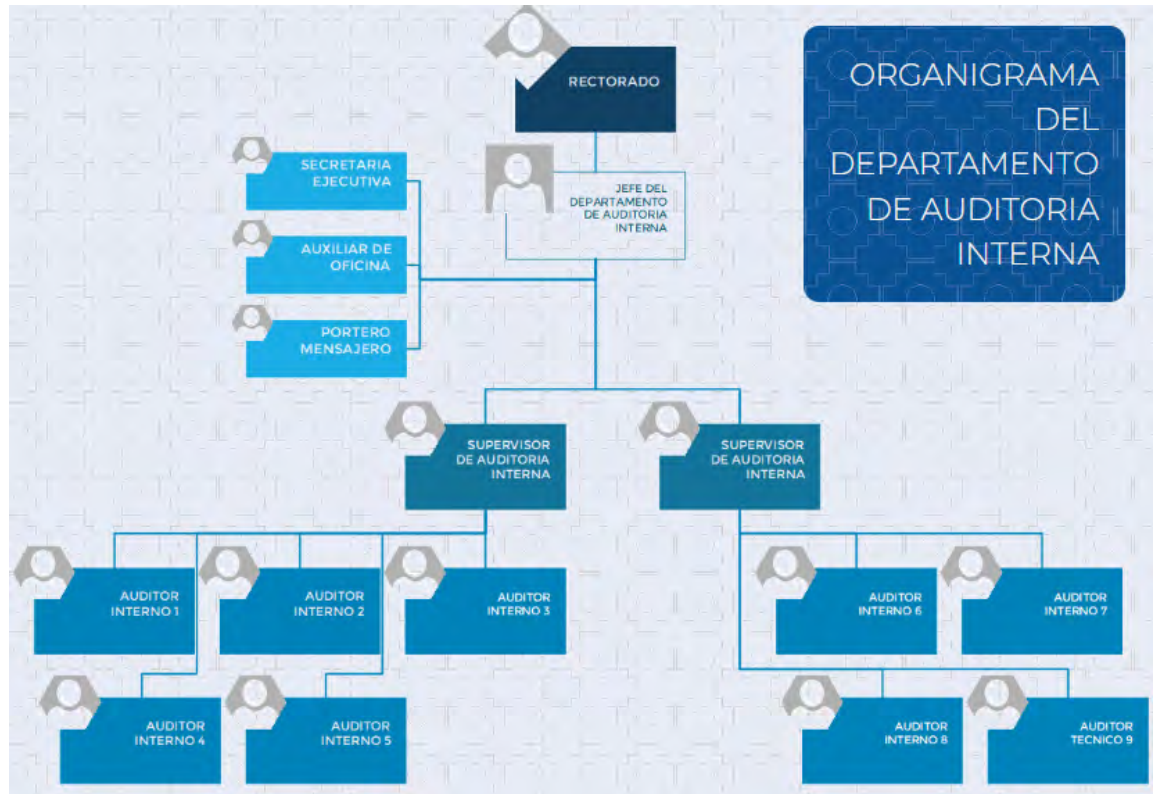 RECTORADO
ORGANIGRAMA
DEL
DEPARTAMENTO
DE AUDITORIA
INTERNA
SECRETARIA
EJECUTIVA
JEFE DEL
DEPARTAMENTO
DE AUDITORIA
INTERNA
AUXILIAR DE
OFICINA
PORTERO
MENSAJERO
SUPERVISOR
DE AUDITORIA
INTERNA
SUPERVISOR
DE AUDITORIA
INTERNA
AUDITOR
INTERNO 1
AUDITOR
INTERNO 2
AUDITOR
INTERNO 3
AUDITOR
INTERNO 6
AUDITOR
INTERNO 7
AUDITOR
INTERNO 4
AUDITOR
INTERNO 5
AUDITOR
INTERNO 8
AUDITOR
TECNICO 9